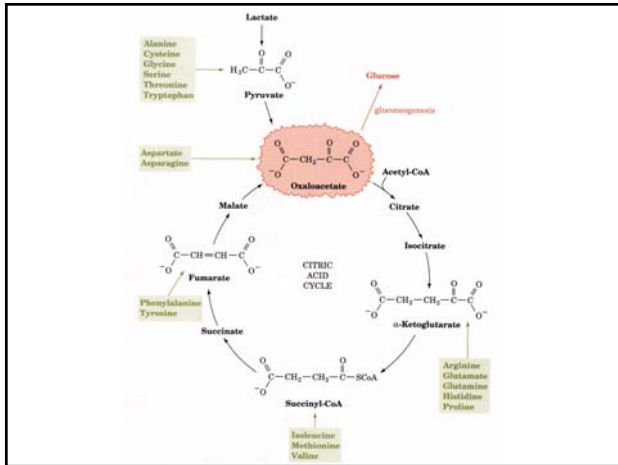 Lactate
Alanine
Cysteine
Glycine
Serine
Threonine
Tryptophan
O O
H₃C—C—C
O⁻
Pyruvate
Glucose
gluconeogenesis
Aspartate
Asparagine
O O O
C—CH₂—C—C
⁻O O⁻
Oxaloacetate
Acetyl-CoA
Citrate
Malate
Isocitrate
O O
C—CH=CH—C
⁻O O⁻
Fumarate
CITRIC
ACID
CYCLE
Phenylalanine
Tyrosine
O O O
C—CH₂—CH₂—C—C
⁻O O⁻
α-Ketoglutarate
Succinate
Arginine
Glutamate
Glutamine
Histidine
Proline
O O
C—CH₂—CH₂—C—SCoA
⁻O
Succinyl-CoA
Isoleucine
Methionine
Valine